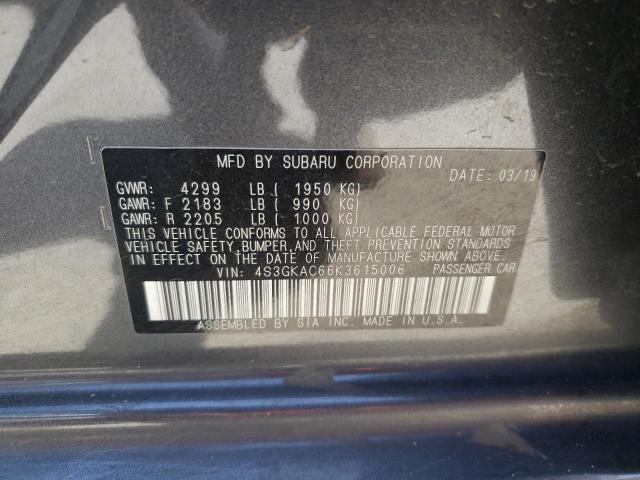 MFD BY SUBARU CORPORATION
DATE: 03/19
GVWR: 4299 LB ( 1950 KG)
GAWR: F 2183 LB ( 990 KG)
GAWR: R 2205 LB ( 1000 KG)
THIS VEHICLE CONFORMS TO ALL APPLICABLE FEDERAL MOTOR
VEHICLE SAFETY, BUMPER, AND THEFT PREVENTION STANDARDS
IN EFFECT ON THE DATE OF MANUFACTURE SHOWN ABOVE.
VIN: 4S3GKAC66K3615006 PASSENGER CAR
ASSEMBLED BY SIA INC. MADE IN U.S.A.